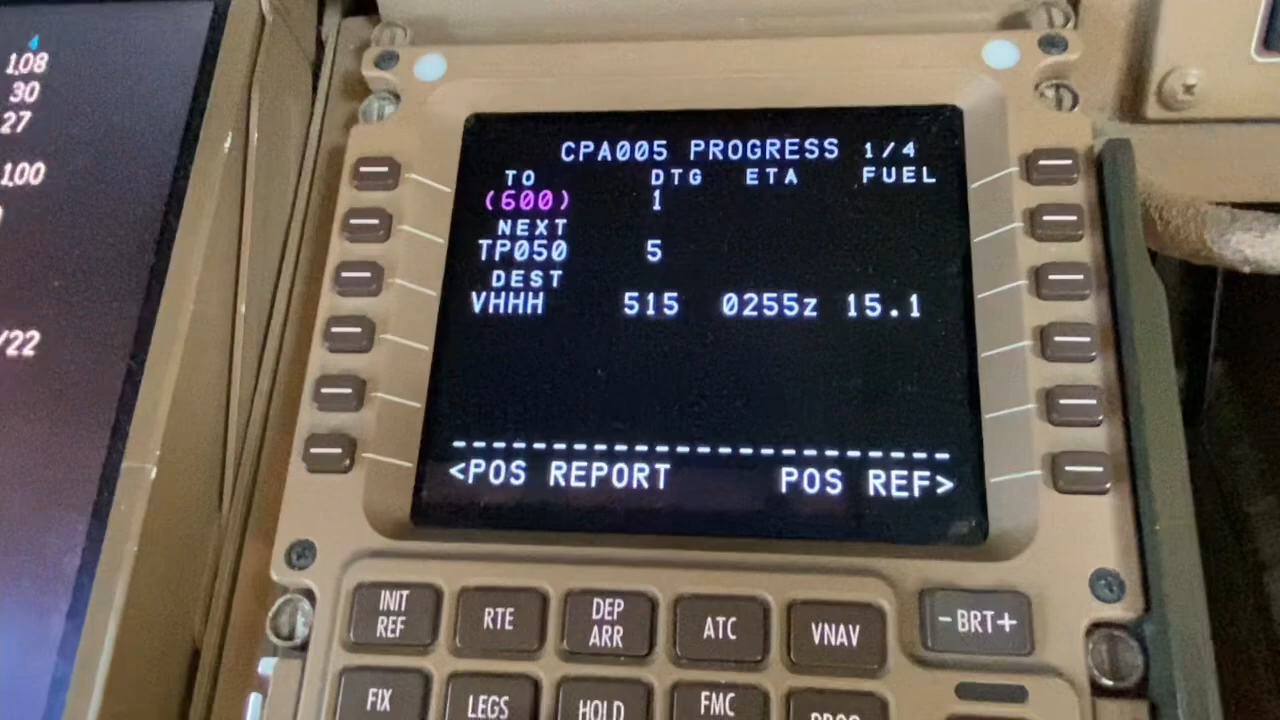 4
1.08
30
27
1.00
/22
CPA005 PROGRESS 1/4
TO DTG ETA FUEL
(600) 1
NEXT
TP050 5
DEST
VHHH 515 0255z 15.1
--------------------------------
<POS REPORT POS REF>
INIT REF
RTE
DEP ARR
ATC
VNAV
-BRT+
FIX
LEGS
HOLD
FMC
PROG